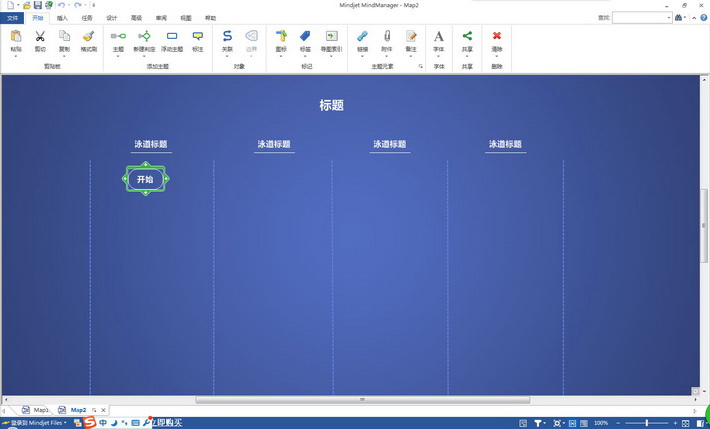 Mindjet MindManager - Map2
文件 开始 插入 任务 设计 高级 审阅 视图 帮助
查找:
粘贴 剪切 复制 格式刷 主题 新建制定 浮动主题 标注 关联 边界 图标 标签 导图索引 链接 附件 备注 字体 共享 清除
剪贴板 添加主题 对象 标记 主题元素 字体 共享 删除
标题
泳道标题 泳道标题 泳道标题 泳道标题
开始
Map1 Map2
登录到 Mindjet Files 中 立即购买 100%